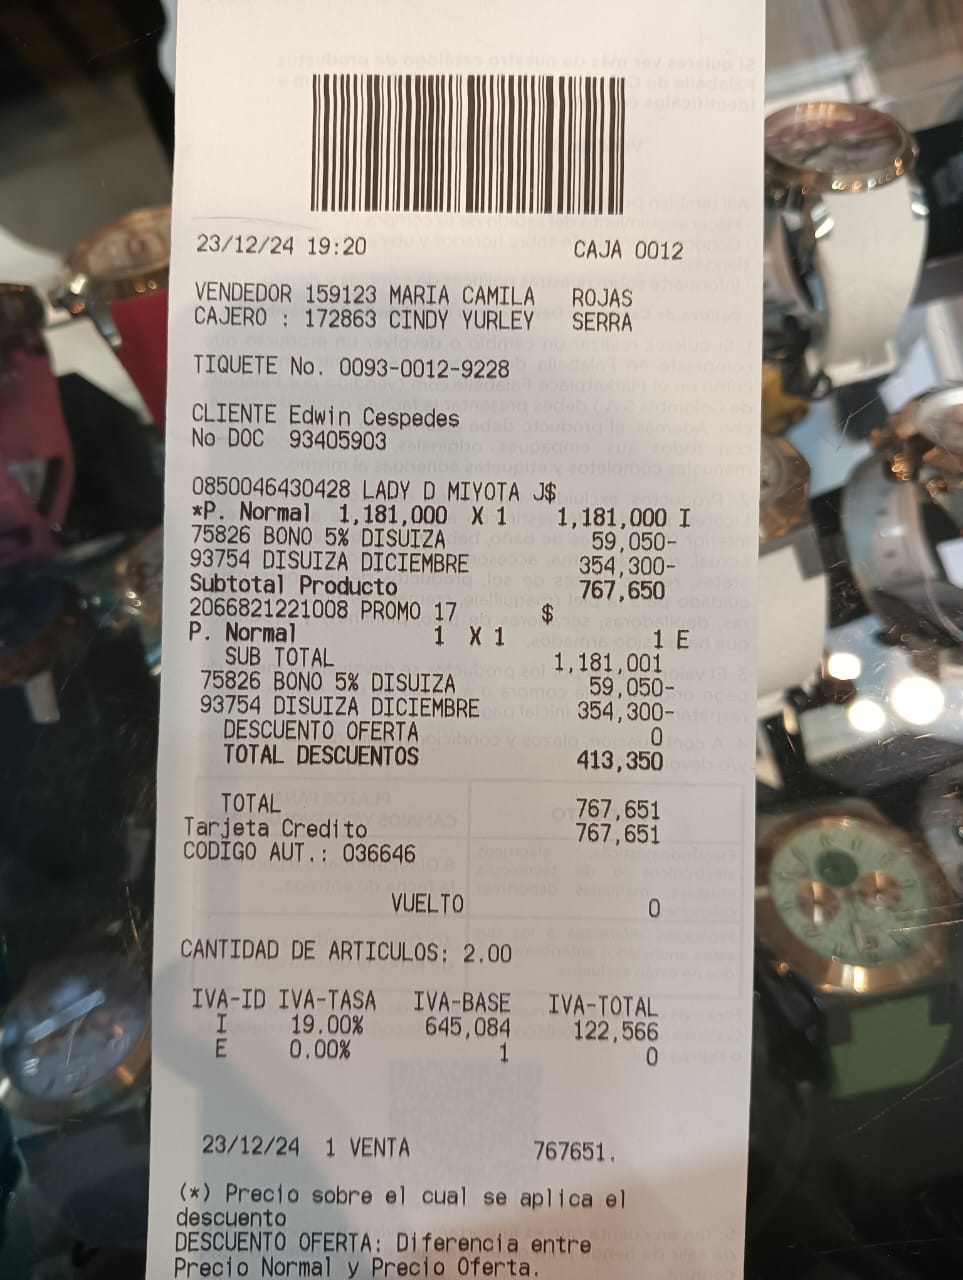 23/12/24 19:20 CAJA 0012
VENDEDOR 159123 MARIA CAMILA ROJAS
CAJERO : 172863 CINDY YURLEY SERRA
TIQUETE No. 0093-0012-9228
CLIENTE Edwin Cespedes
No DOC 93405903
0850046430428 LADY D MIYOTA J$
*P. Normal 1,181,000 X 1 1,181,000 I
75826 BONO 5% DISUIZA 59,050-
93754 DISUIZA DICIEMBRE 354,300-
Subtotal Producto 767,650
2066821221008 PROMO 17 $
P. Normal 1 X 1 1 E
SUB TOTAL 1,181,001
75826 BONO 5% DISUIZA 59,050-
93754 DISUIZA DICIEMBRE 354,300-
DESCUENTO OFERTA 0
TOTAL DESCUENTOS 413,350
TOTAL 767,651
Tarjeta Credito 767,651
CODIGO AUT.: 036646
VUELTO 0
CANTIDAD DE ARTICULOS: 2.00
IVA-ID IVA-TASA IVA-BASE IVA-TOTAL
I 19.00% 645,084 122,566
E 0.00% 1 0
23/12/24 1 VENTA 767651.
(*) Precio sobre el cual se aplica el
descuento
DESCUENTO OFERTA: Diferencia entre
Precio Normal y Precio Oferta.